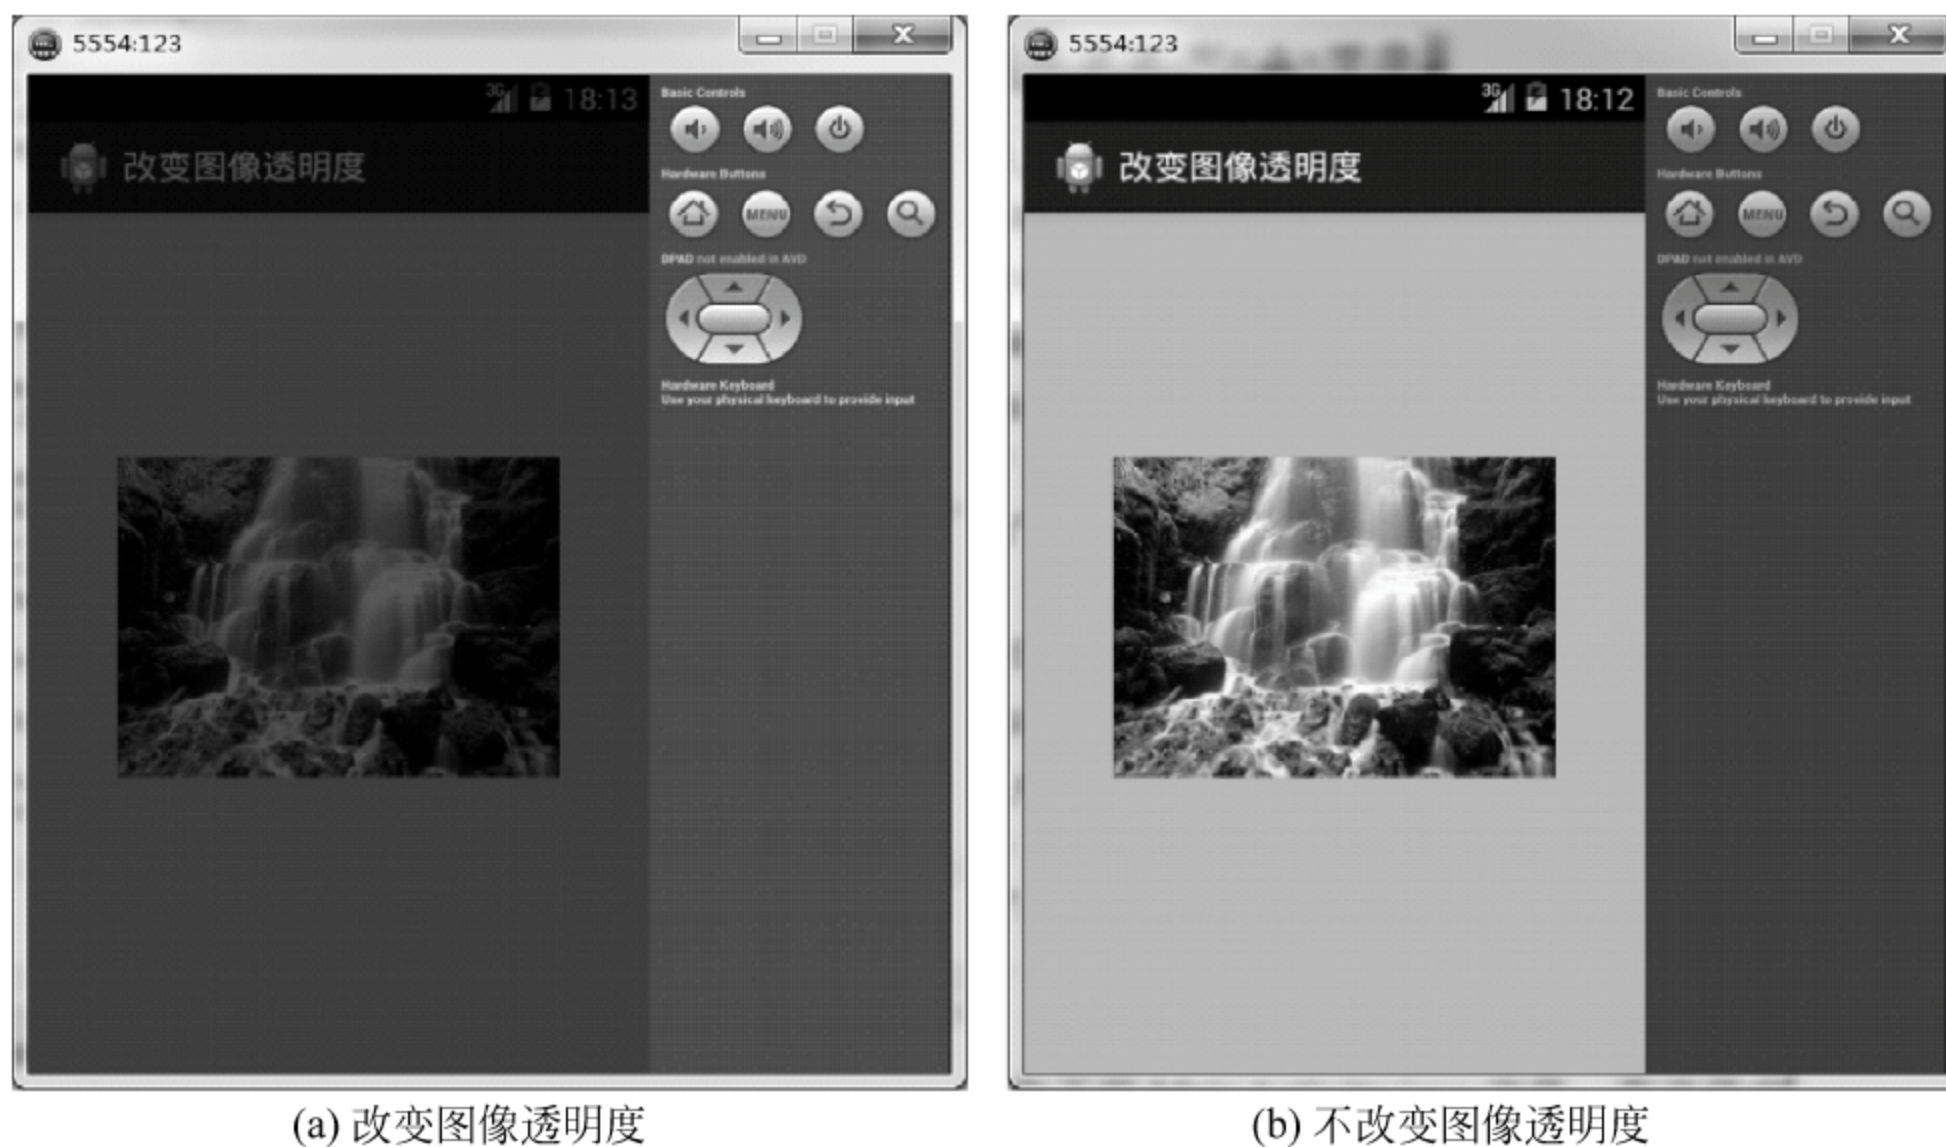 5554:123
3G 18:13
改变图像透明度
Basic Controls
Hardware Buttons
MENU
DPAD not enabled in AVD
Hardware Keyboard
Use your physical keyboard to provide input
(a) 改变图像透明度
5554:123
3G 18:12
改变图像透明度
Basic Controls
Hardware Buttons
MENU
DPAD not enabled in AVD
Hardware Keyboard
Use your physical keyboard to provide input
(b) 不改变图像透明度